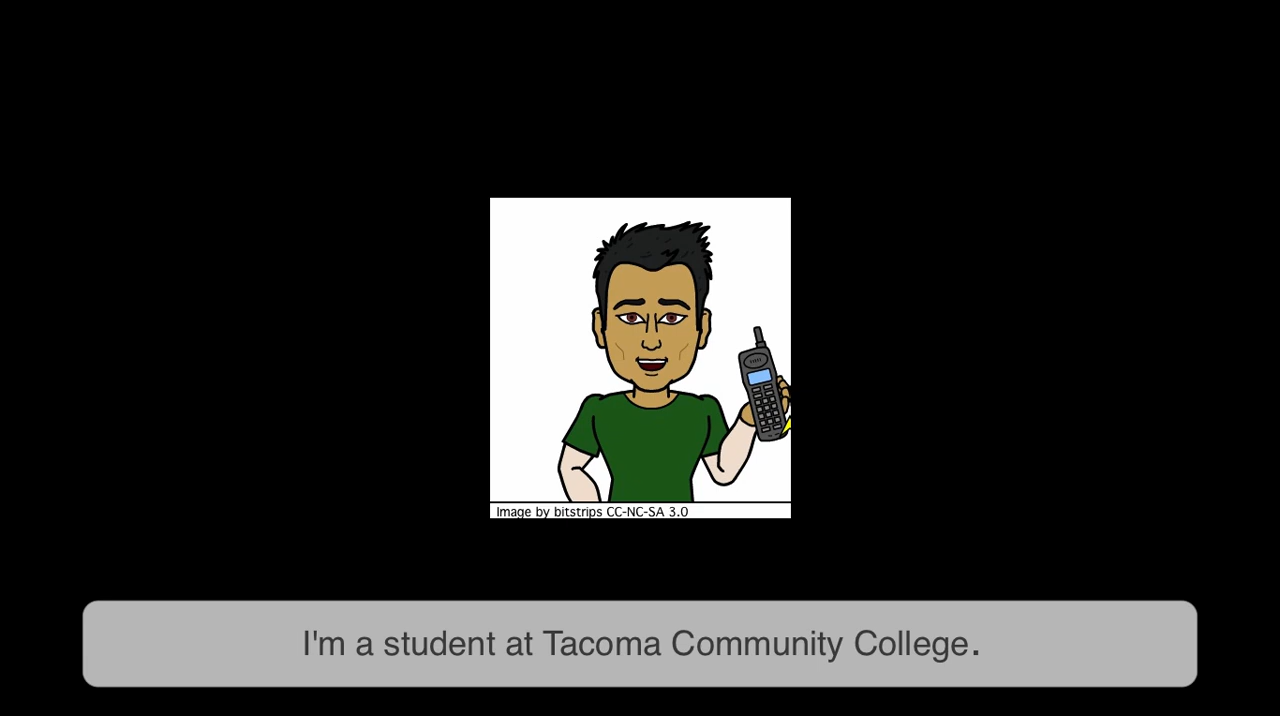 Image by bitstrips CC-NC-SA 3.0
I'm a student at Tacoma Community College.